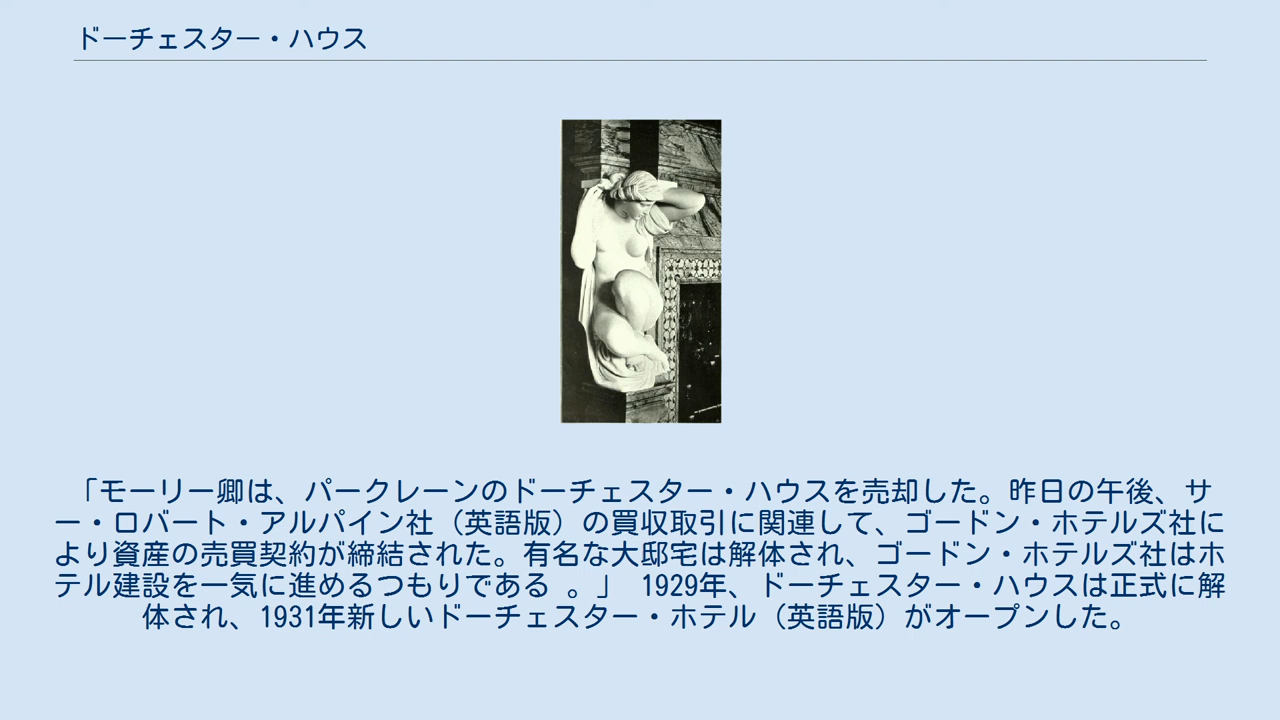 ドーチェスター・ハウス
「モーリー卿は、パークレーンのドーチェスター・ハウスを売却した。昨日の午後、サ
ー・ロバート・アルパイン社（英語版）の買収取引に関連して、ゴードン・ホテルズ社に
より資産の売買契約が締結された。有名な大邸宅は解体され、ゴードン・ホテルズ社はホ
テル建設を一気に進めるつもりである 。」 1929年、ドーチェスター・ハウスは正式に解
体され、1931年新しいドーチェスター・ホテル（英語版）がオープンした。